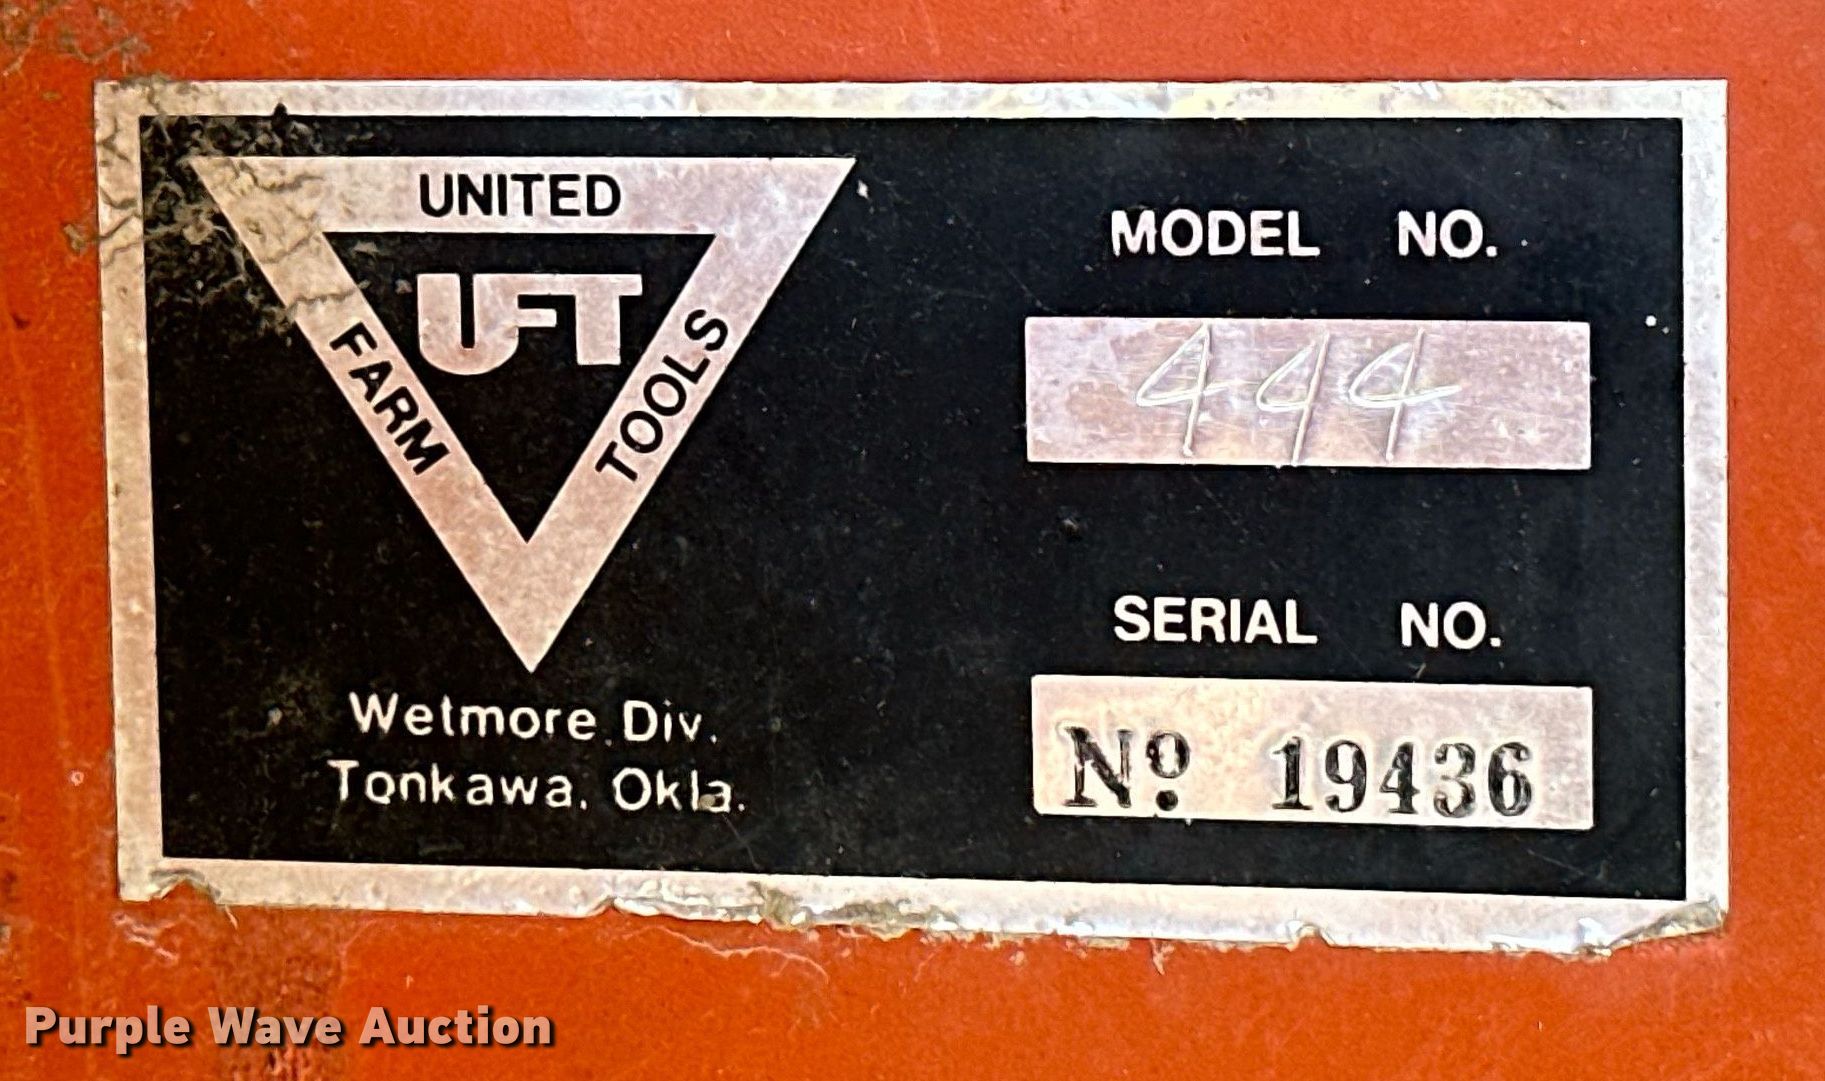 UNITED
UFT
FARM
TOOLS
Wetmore Div.
Tonkawa, Okla.
MODEL NO.
444
SERIAL NO.
Nº 19436
Purple Wave Auction